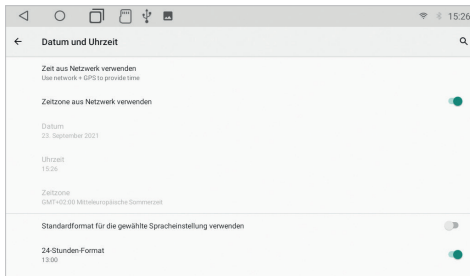 15:26
Datum und Uhrzeit
Zeit aus Netzwerk verwenden
Use network + GPS to provide time
Zeitzone aus Netzwerk verwenden
Datum
23. September 2021
Uhrzeit
15:26
Zeitzone
GMT+02:00 Mitteleuropäische Sommerzeit
Standardformat für die gewählte Spracheinstellung verwenden
24-Stunden-Format
13:00